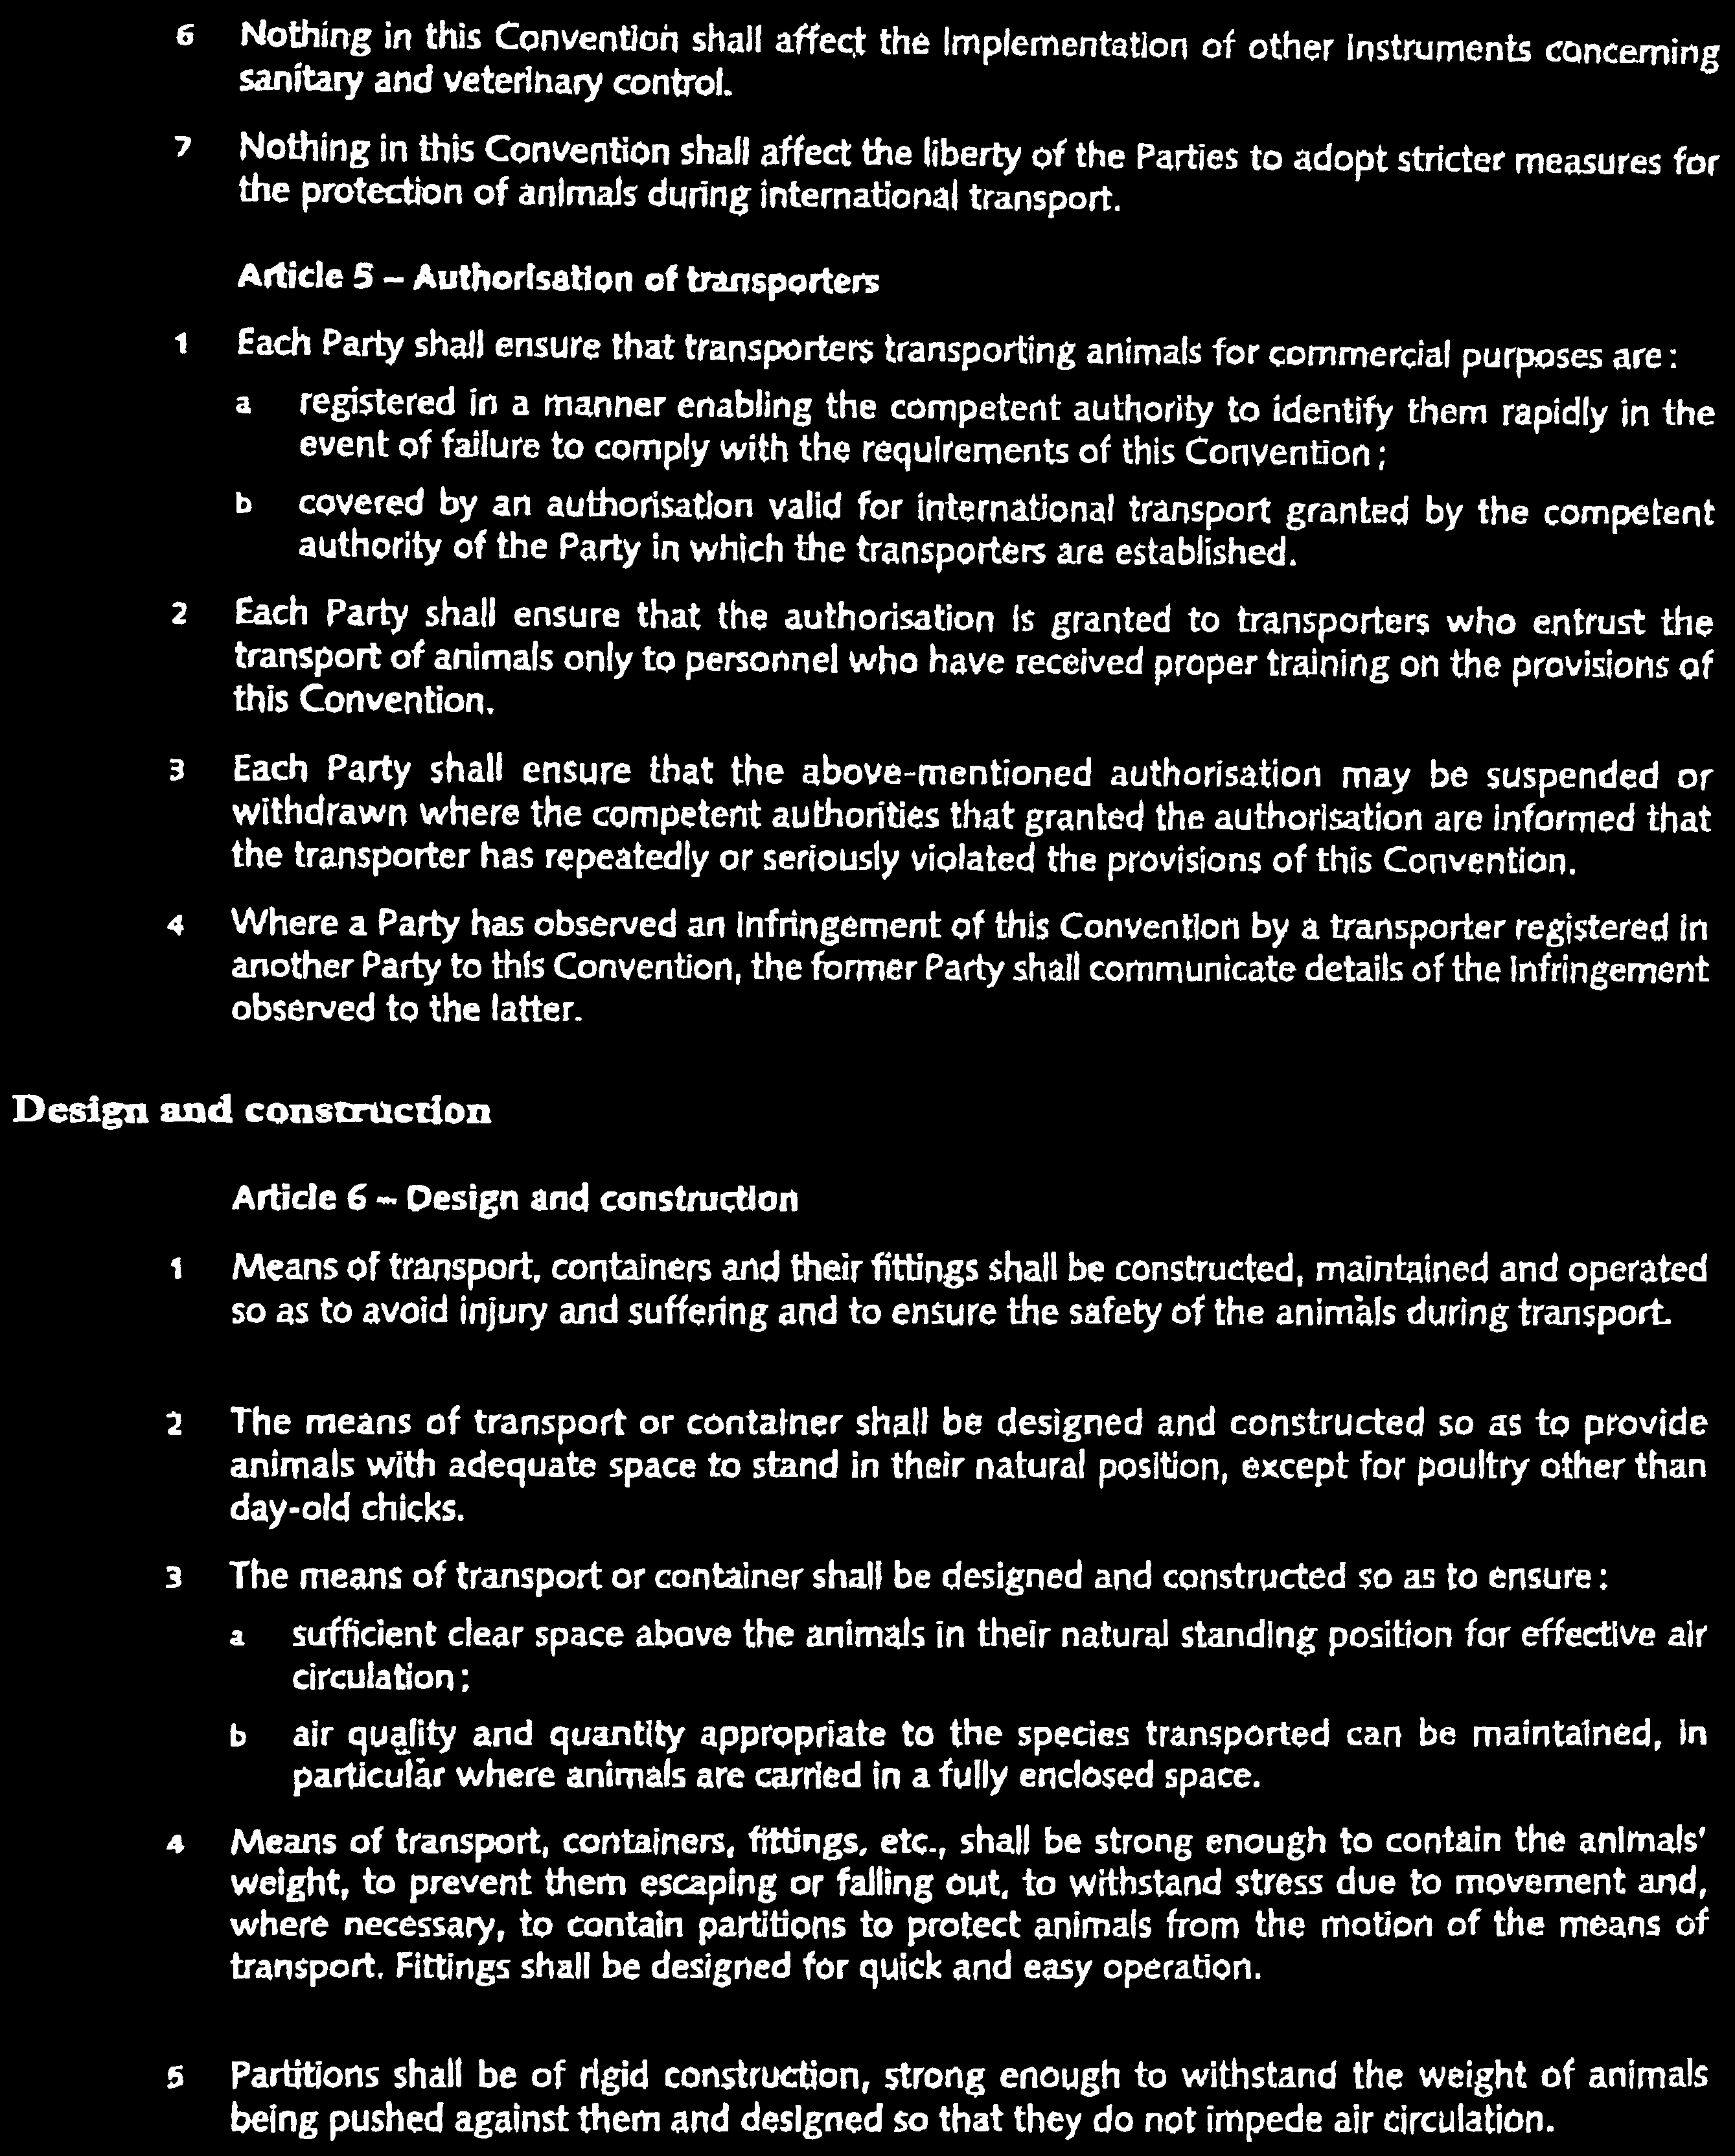 6 Nothing in this Convention shall affect the implementation of other instruments concerning
sanitary and veterinary control.
7 Nothing in this Convention shall affect the liberty of the Parties to adopt stricter measures for
the protection of animals during international transport.
Article 5 – Authorisation of transporters
1 Each Party shall ensure that transporters transporting animals for commercial purposes are :
a registered in a manner enabling the competent authority to identify them rapidly in the
event of failure to comply with the requirements of this Convention ;
b covered by an authorisation valid for international transport granted by the competent
authority of the Party in which the transporters are established.
2 Each Party shall ensure that the authorisation is granted to transporters who entrust the
transport of animals only to personnel who have received proper training on the provisions of
this Convention.
3 Each Party shall ensure that the above-mentioned authorisation may be suspended or
withdrawn where the competent authorities that granted the authorisation are informed that
the transporter has repeatedly or seriously violated the provisions of this Convention.
4 Where a Party has observed an infringement of this Convention by a transporter registered in
another Party to this Convention, the former Party shall communicate details of the infringement
observed to the latter.
Design and construction
Article 6 – Design and construction
1 Means of transport, containers and their fittings shall be constructed, maintained and operated
so as to avoid injury and suffering and to ensure the safety of the animals during transport.
2 The means of transport or container shall be designed and constructed so as to provide
animals with adequate space to stand in their natural position, except for poultry other than
day-old chicks.
3 The means of transport or container shall be designed and constructed so as to ensure :
a sufficient clear space above the animals in their natural standing position for effective air
circulation ;
b air quality and quantity appropriate to the species transported can be maintained, in
particular where animals are carried in a fully enclosed space.
4 Means of transport, containers, fittings, etc., shall be strong enough to contain the animals'
weight, to prevent them escaping or falling out, to withstand stress due to movement and,
where necessary, to contain partitions to protect animals from the motion of the means of
transport. Fittings shall be designed for quick and easy operation.
5 Partitions shall be of rigid construction, strong enough to withstand the weight of animals
being pushed against them and designed so that they do not impede air circulation.